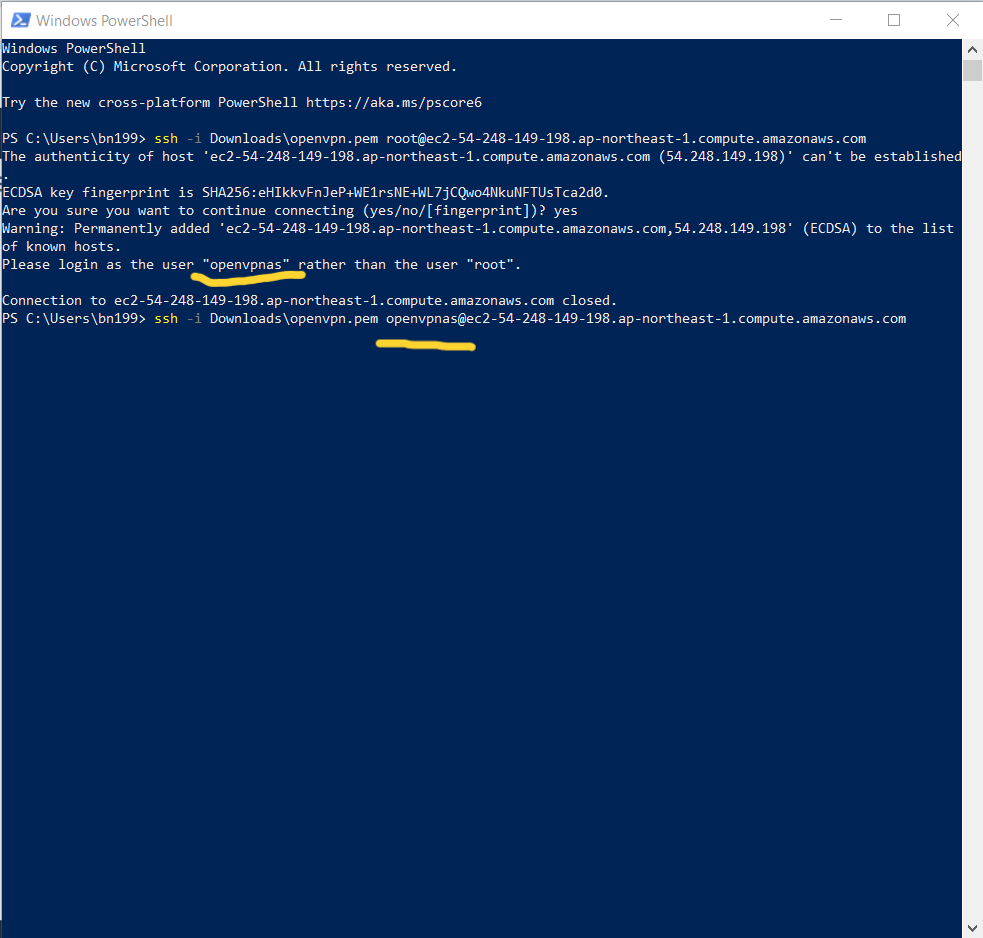 Windows PowerShell
Windows PowerShell
Copyright (C) Microsoft Corporation. All rights reserved.
Try the new cross-platform PowerShell https://aka.ms/pscore6
PS C:\Users\bn199> ssh -i Downloads\openvpn.pem root@ec2-54-248-149-198.ap-northeast-1.compute.amazonaws.com
The authenticity of host 'ec2-54-248-149-198.ap-northeast-1.compute.amazonaws.com (54.248.149.198)' can't be established
.
ECDSA key fingerprint is SHA256:eHIkkvFnJeP+WE1rsNE+WL7jCQwo4NkuNFTUsTca2d0.
Are you sure you want to continue connecting (yes/no/[fingerprint])? yes
Warning: Permanently added 'ec2-54-248-149-198.ap-northeast-1.compute.amazonaws.com,54.248.149.198' (ECDSA) to the list
of known hosts.
Please login as the user "openvpnas" rather than the user "root".
Connection to ec2-54-248-149-198.ap-northeast-1.compute.amazonaws.com closed.
PS C:\Users\bn199> ssh -i Downloads\openvpn.pem openvpnas@ec2-54-248-149-198.ap-northeast-1.compute.amazonaws.com